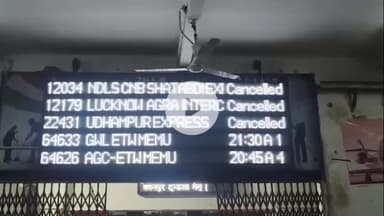 12034 NDLS CNB SHATABDI EXI Cancelled
12179 LUCKNOW AGRA INTERC Cancelled
22431 UDHAMPUR EXPRESS Cancelled
64633 GWL ETW MEMU 21:30 A 1
64626 AGC-ETW MEMU 20:45 A 4